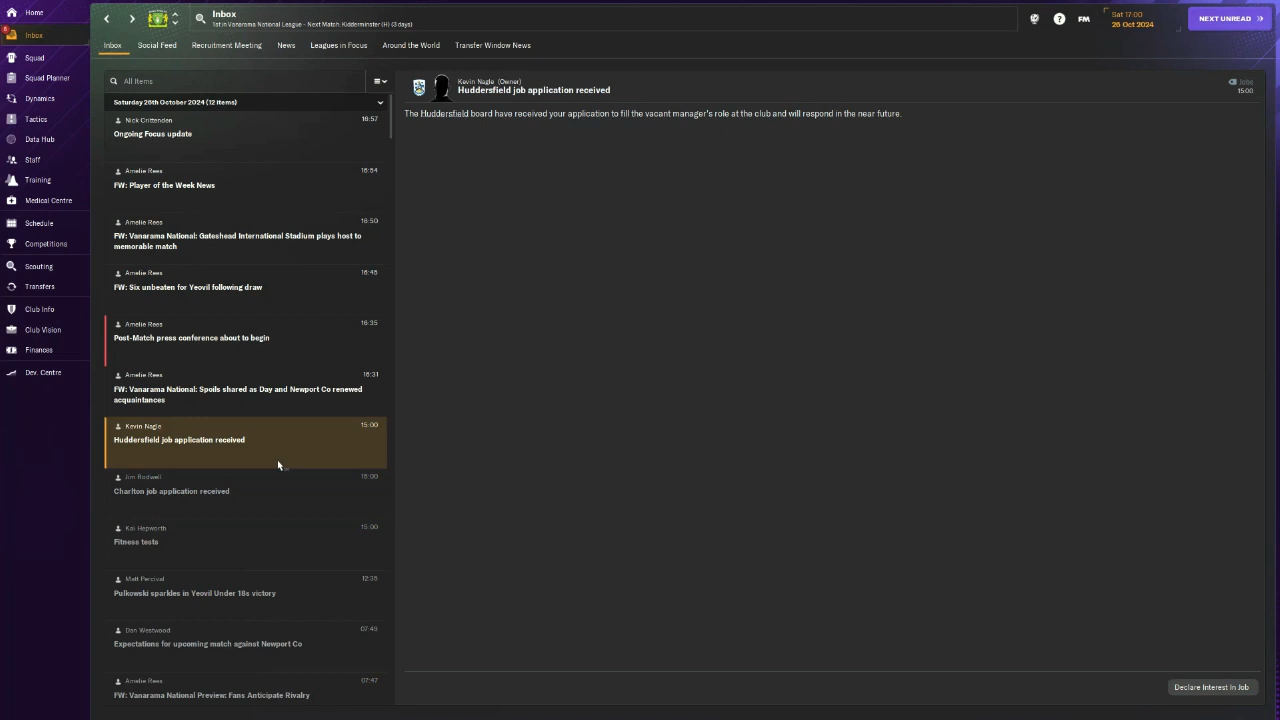 Home
Inbox
1st in Vanarama National League - Next Match: Kidderminster (H) (3 days)
FM
Sat 17:00
26 Oct 2024
NEXT UNREAD
6
Inbox
Inbox
Social Feed
Recruitment Meeting
News
Leagues in Focus
Around the World
Transfer Window News
Squad
Squad Planner
Dynamics
Tactics
Data Hub
Staff
Training
Medical Centre
Schedule
Competitions
Scouting
Transfers
Club Info
Club Vision
Finances
Dev. Centre
All Items
Saturday 26th October 2024 (12 items)
Nick Crittenden
16:57
Ongoing Focus update
Amelie Rees
16:54
FW: Player of the Week News
Amelie Rees
16:50
FW: Vanarama National: Gateshead International Stadium plays host to
memorable match
Amelie Rees
FW: Six unbeaten for Yeovil following draw
Amelie Rees
16:35
Post-Match press conference about to begin
Amelie Rees
16:31
FW: Vanarama National: Spoils shared as Day and Newport Co renewed
acquaintances
Kevin Nagle
15:00
Huddersfield job application received
Jim Rodwell
15:00
Charlton job application received
Kai Hepworth
15:00
Fitness tests
Matt Percival
Pulkowski sparkles in Yeovil Under 18s victory
Dan Westwood
Expectations for upcoming match against Newport Co
Amelie Rees
07:47
FW: Vanarama National Preview: Fans Anticipate Rivalry
Kevin Nagle (Owner)
Huddersfield job application received
Jobs
15:00
The Huddersfield board have received your application to fill the vacant manager's role at the club and will respond in the near future.
Declare Interest In Job